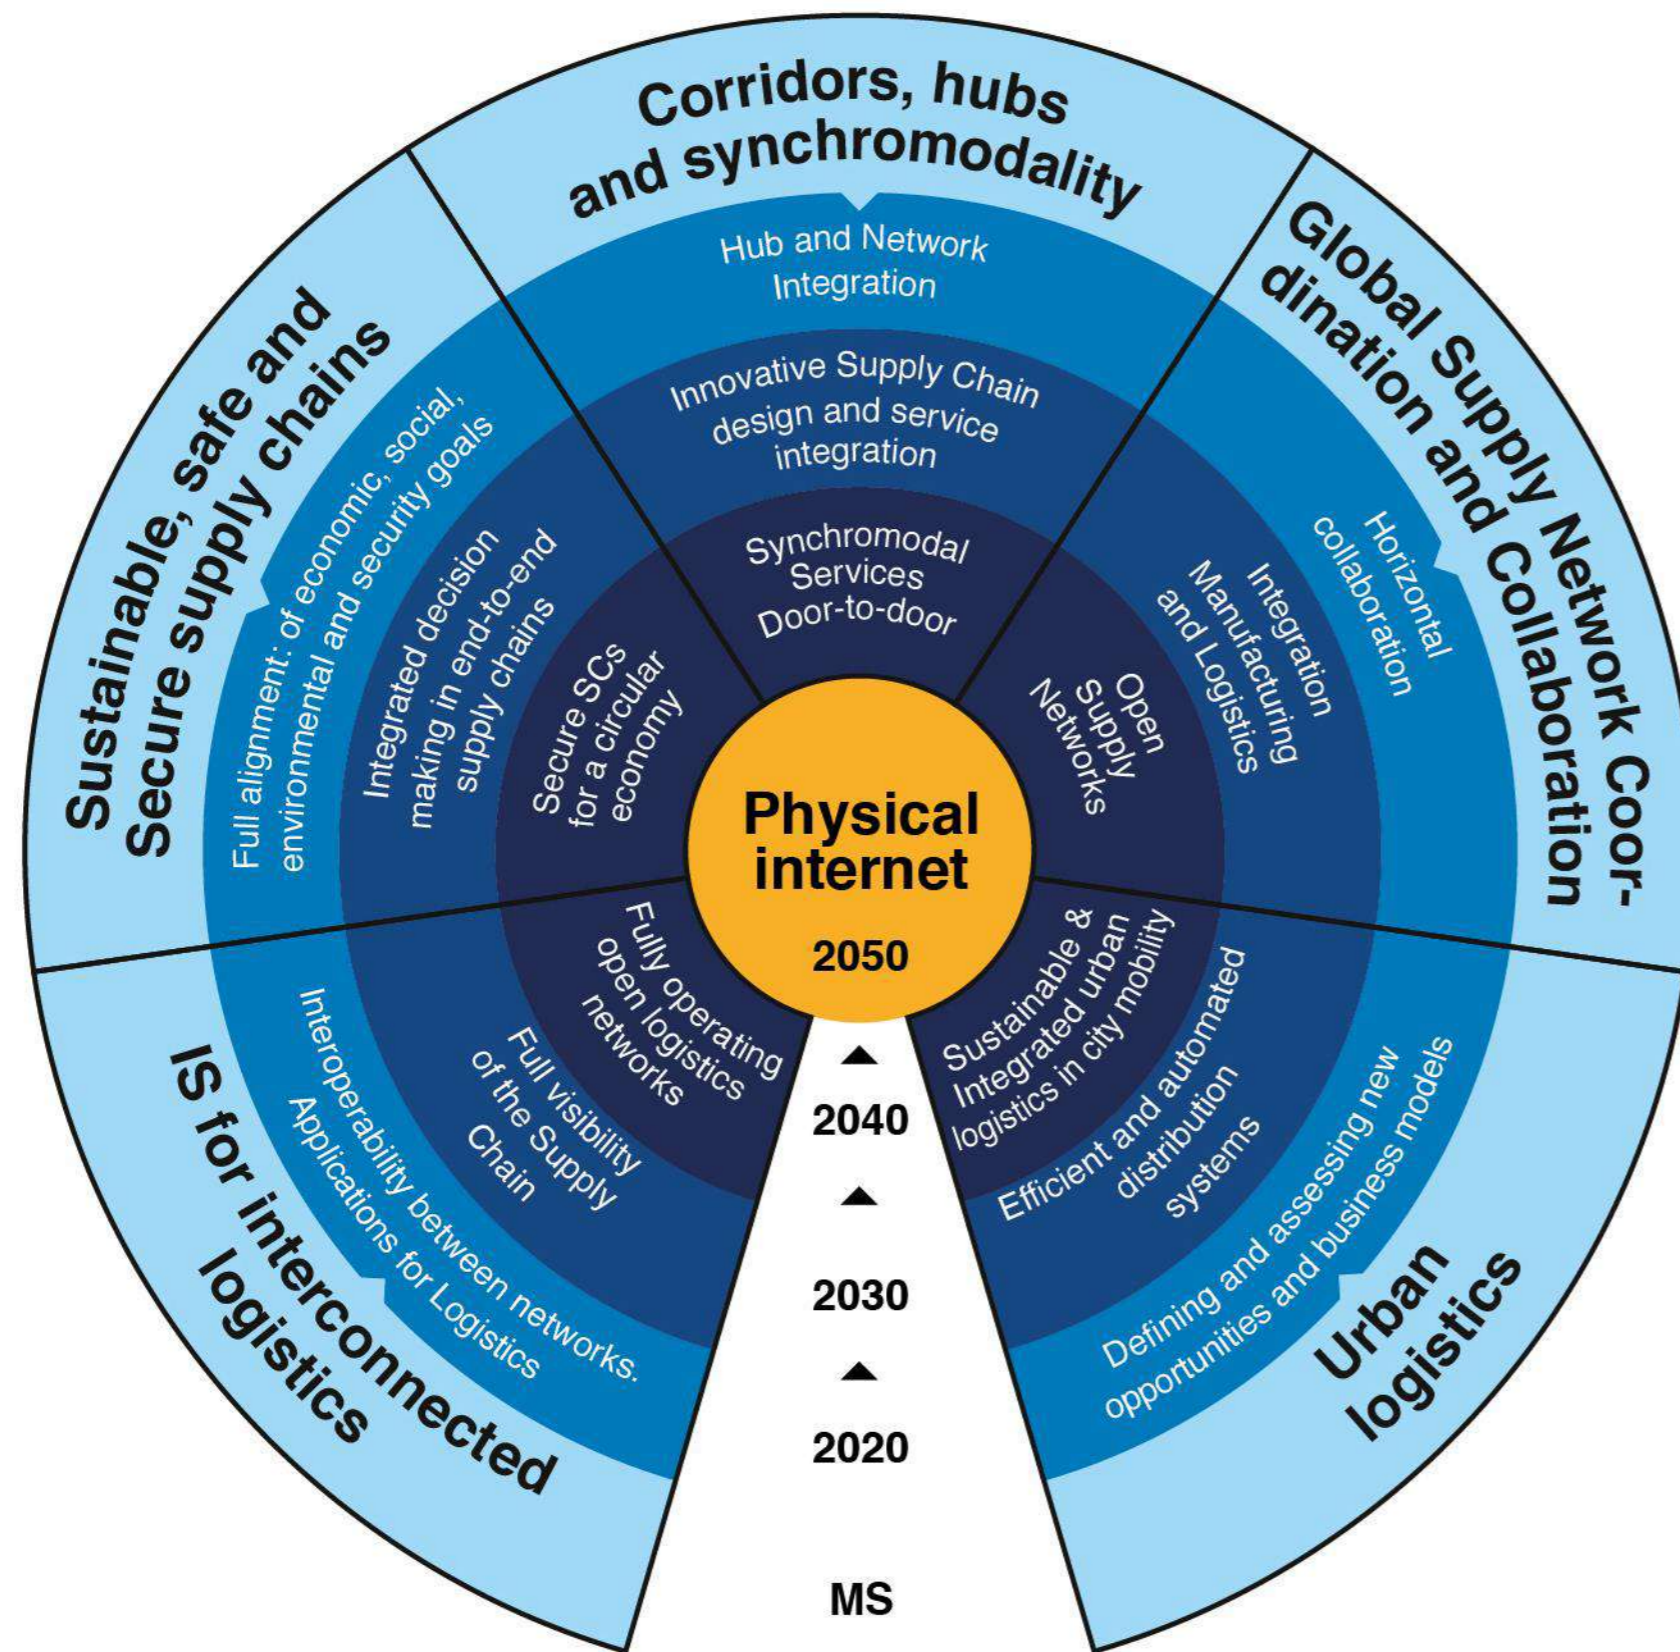 Corridors, hubs
and synchromodality
Hub and Network
Integration
Innovative Supply Chain
design and service
integration
Synchromodal
Services
Door-to-door
Global Supply Network Coor-
dination and Collaboration
Horizontal
collaboration
Integration
Manufacturing
and Logistics
Open
Supply
Networks
Urban
logistics
Defining and assessing new
opportunities and business models
Efficient and automated
distribution
systems
Sustainable &
Integrated urban
logistics in city mobility
IS for interconnected
logistics
Interoperability between networks.
Applications for Logistics
Full visibility
of the Supply
Chain
Fully operating
open logistics
networks
Sustainable, safe and
Secure supply chains
Full alignment: of economic, social,
environmental and security goals
Integrated decision
making in end-to-end
supply chains
Secure SCs
for a circular
economy
Physical
internet
2050
2040
2030
2020
MS